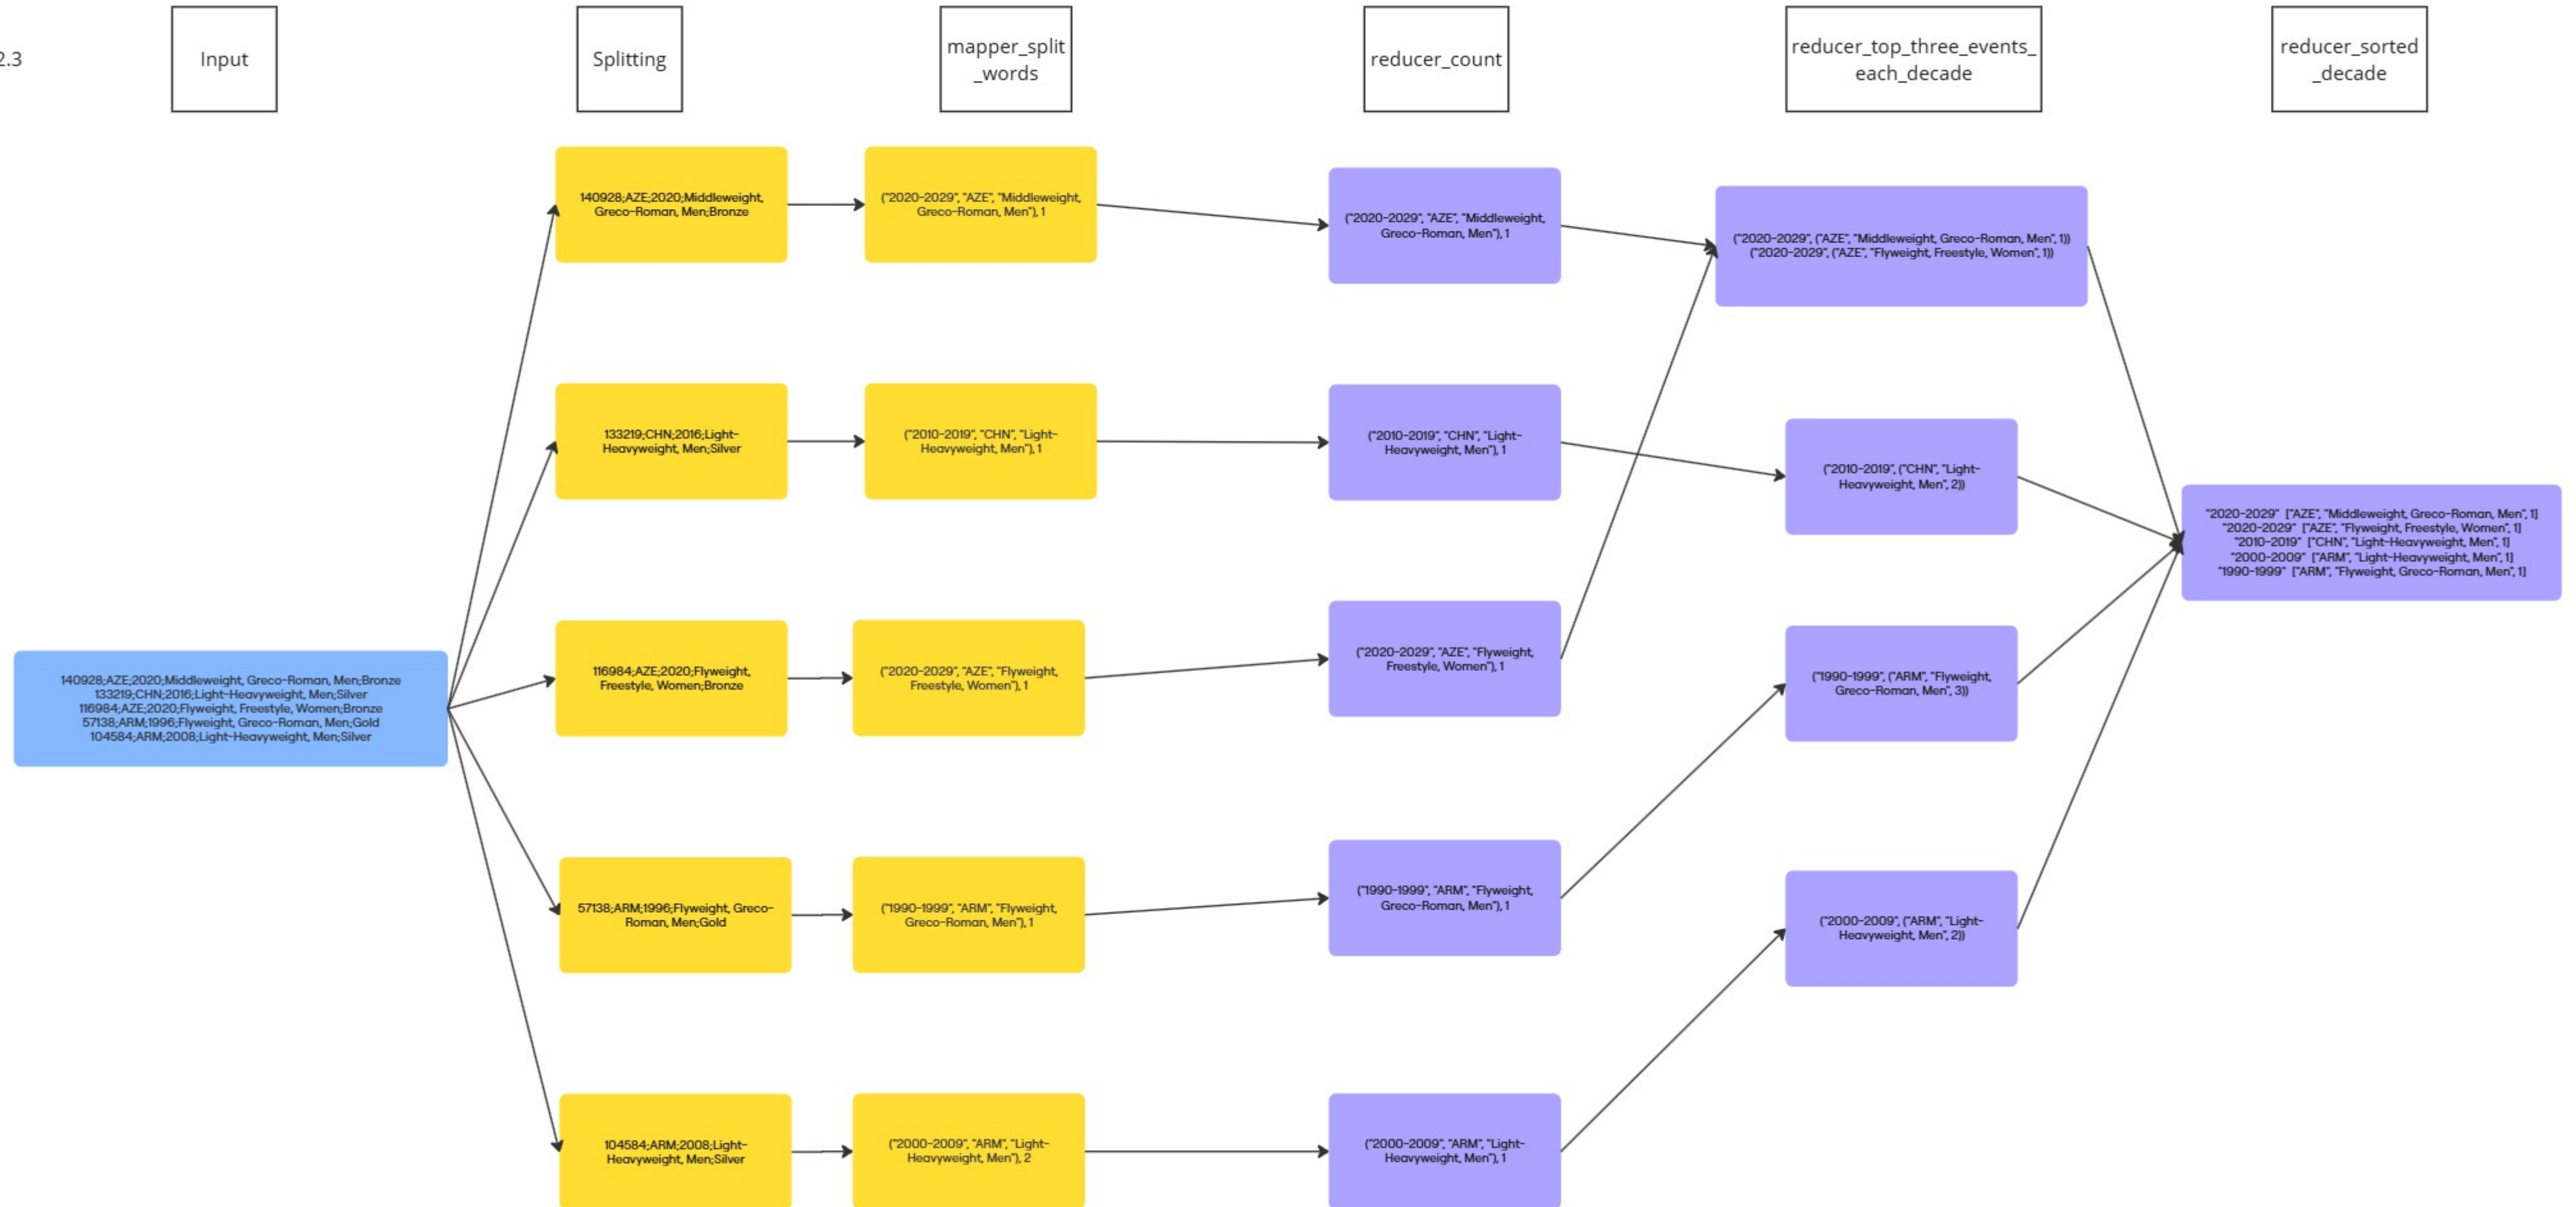 2.3
Input
Splitting
mapper_split
_words
reducer_count
reducer_top_three_events_
each_decade
reducer_sorted
_decade
140928;AZE;2020;Middleweight, Greco-Roman, Men;Bronze
133219;CHN;2016;Light-Heavyweight, Men;Silver
116984;AZE;2020;Flyweight, Freestyle, Women;Bronze
57138;ARM;1996;Flyweight, Greco-Roman, Men;Gold
104584;ARM;2008;Light-Heavyweight, Men;Silver
140928;AZE;2020;Middleweight,
Greco-Roman, Men;Bronze
133219;CHN;2016;Light-
Heavyweight, Men;Silver
116984;AZE;2020;Flyweight,
Freestyle, Women;Bronze
57138;ARM;1996;Flyweight, Greco-
Roman, Men;Gold
104584;ARM;2008;Light-
Heavyweight, Men;Silver
("2020-2029", "AZE", "Middleweight,
Greco-Roman, Men"), 1
("2010-2019", "CHN", "Light-
Heavyweight, Men"), 1
("2020-2029", "AZE", "Flyweight,
Freestyle, Women"), 1
("1990-1999", "ARM", "Flyweight,
Greco-Roman, Men"), 1
("2000-2009", "ARM", "Light-
Heavyweight, Men"), 2
("2020-2029", "AZE", "Middleweight,
Greco-Roman, Men"), 1
("2010-2019", "CHN", "Light-
Heavyweight, Men"), 1
("2020-2029", "AZE", "Flyweight,
Freestyle, Women"), 1
("1990-1999", "ARM", "Flyweight,
Greco-Roman, Men"), 1
("2000-2009", "ARM", "Light-
Heavyweight, Men"), 1
("2020-2029", ("AZE", "Middleweight, Greco-Roman, Men", 1))
("2020-2029", ("AZE", "Flyweight, Freestyle, Women", 1))
("2010-2019", ("CHN", "Light-
Heavyweight, Men", 2))
("1990-1999", ("ARM", "Flyweight,
Greco-Roman, Men", 3))
("2000-2009", ("ARM", "Light-
Heavyweight, Men", 2))
"2020-2029" ["AZE", "Middleweight, Greco-Roman, Men", 1]
"2020-2029" ["AZE", "Flyweight, Freestyle, Women", 1]
"2010-2019" ["CHN", "Light-Heavyweight, Men", 1]
"2000-2009" ["ARM", "Light-Heavyweight, Men", 1]
"1990-1999" ["ARM", "Flyweight, Greco-Roman, Men", 1]